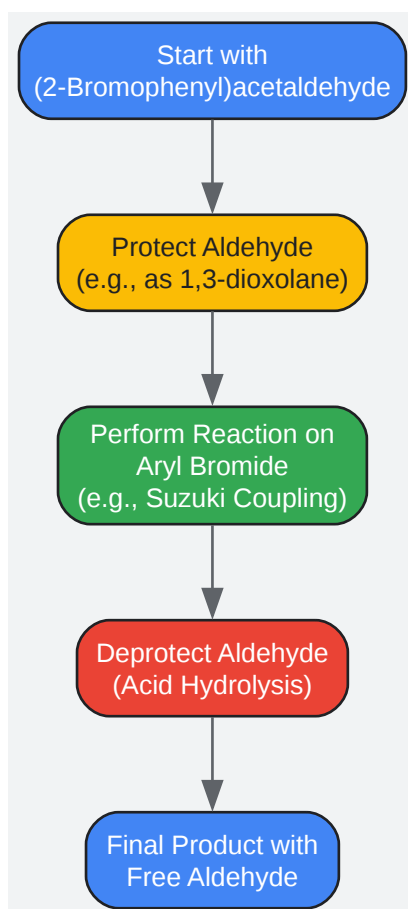 Start with
(2-Bromophenyl)acetaldehyde
Protect Aldehyde
(e.g., as 1,3-dioxolane)
Perform Reaction on
Aryl Bromide
(e.g., Suzuki Coupling)
Deprotect Aldehyde
(Acid Hydrolysis)
Final Product with
Free Aldehyde